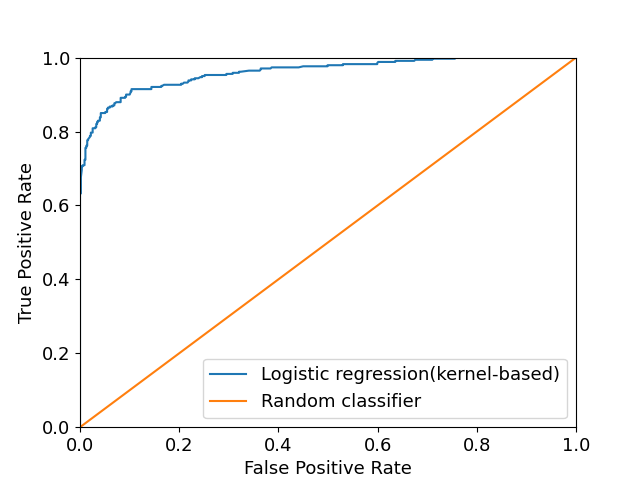 1.0
0.8
0.6
0.4
0.2
0.0
True Positive Rate
Logistic regression(kernel-based)
Random classifier
0.0 0.2 0.4 0.6 0.8 1.0
False Positive Rate